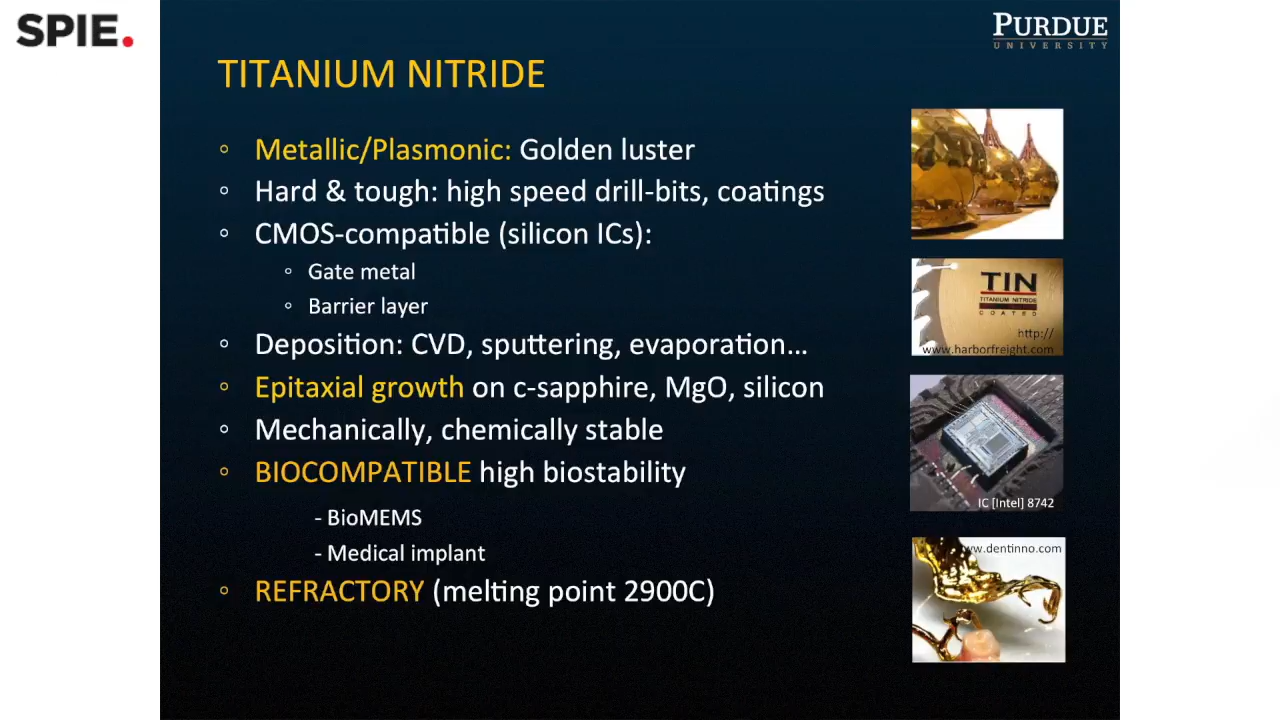 SPIE.
PURDUE
UNIVERSITY
TITANIUM NITRIDE
◦ Metallic/Plasmonic: Golden luster
◦ Hard & tough: high speed drill-bits, coatings
◦ CMOS-compatible (silicon ICs):
◦ Gate metal
◦ Barrier layer
◦ Deposition: CVD, sputtering, evaporation...
◦ Epitaxial growth on c-sapphire, MgO, silicon
◦ Mechanically, chemically stable
◦ BIOCOMPATIBLE high biostability
- BioMEMS
- Medical implant
◦ REFRACTORY (melting point 2900C)
TIN
TITANIUM NITRIDE
COATED
http://
www.harborfreight.com
IC [Intel] 8742
ww.dentinno.com